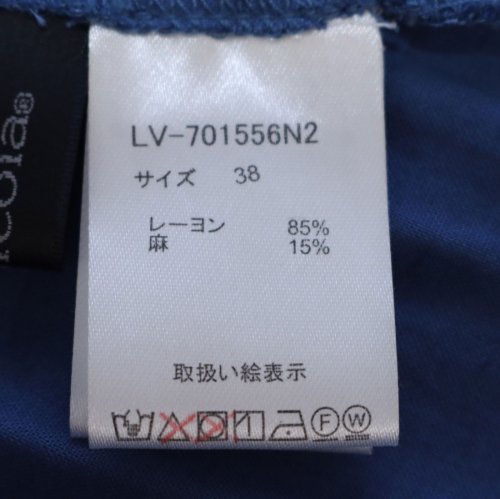 LV-701556N2
サイズ 38
レーヨン 85%
麻 15%
取扱い絵表示
F W